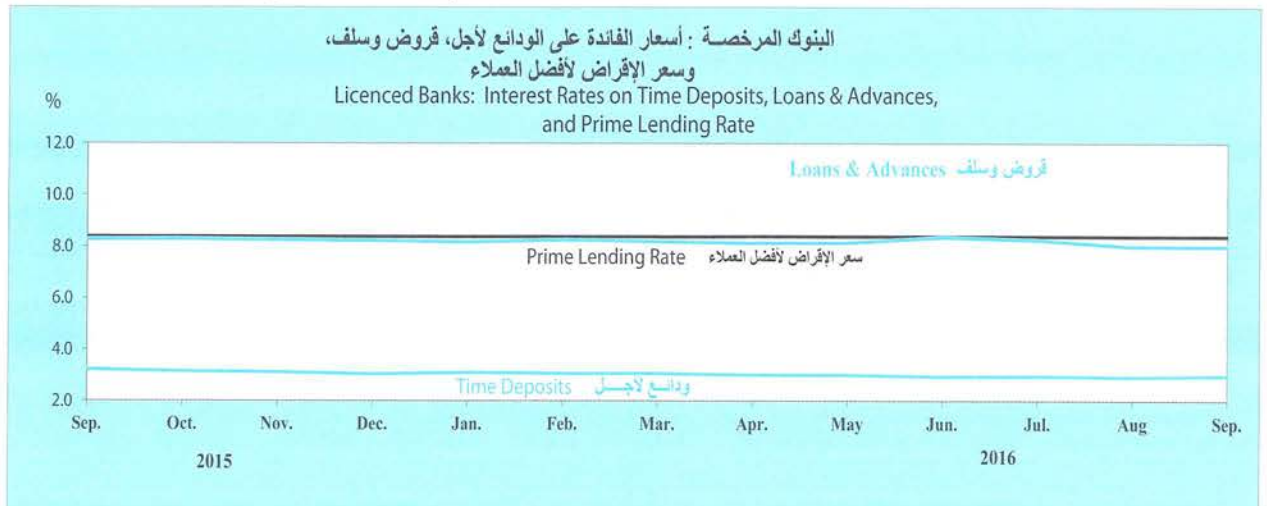 البنوك المرخصــة : أسعار الفائدة على الودائع لأجل، قروض وسلف،
وسعر الإقراض لأفضل العملاء
Licenced Banks: Interest Rates on Time Deposits, Loans & Advances,
and Prime Lending Rate
%
12.0
Loans & Advances قروض وسلف
10.0
8.0
Prime Lending Rate سعر الإقراض لأفضل العملاء
6.0
4.0
Time Deposits ودائــع لآجــــل
2.0
Sep. Oct. Nov. Dec. Jan. Feb. Mar. Apr. May Jun. Jul. Aug Sep.
2015 2016